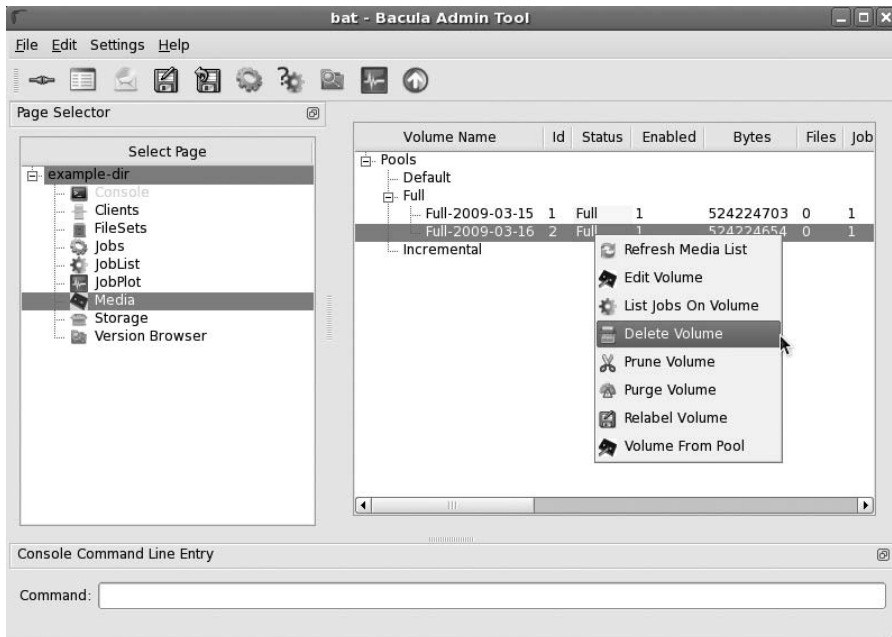 bat - Bacula Admin Tool
File Edit Settings Help
Page Selector
Select Page
example-dir
Console
Clients
FileSets
Jobs
JobList
JobPlot
Media
Storage
Version Browser
Volume Name Id Status Enabled Bytes Files Job
Pools
Default
Full
Full-2009-03-15 1 Full 1 524224703 0 1
Full-2009-03-16 2 Full 1 524224654 0 1
Incremental
Refresh Media List
Edit Volume
List Jobs On Volume
Delete Volume
Prune Volume
Purge Volume
Relabel Volume
Volume From Pool
Console Command Line Entry
Command: